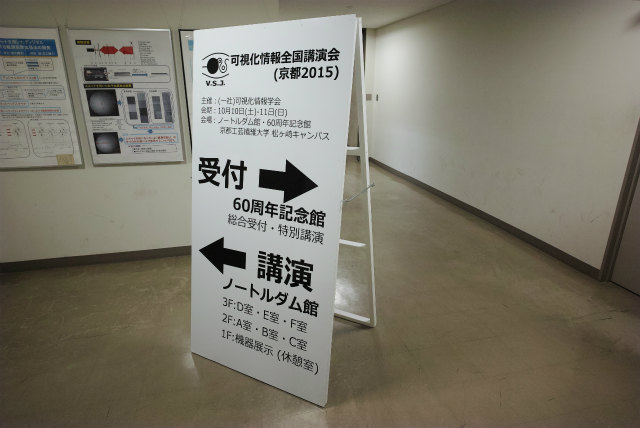 V.S.J.
可視化情報全国講演会
(京都2015)
主催：(一社)可視化情報学会
会期：10月10日(土)-11日(日)
会場：ノートルダム館・60周年記念館
京都工芸繊維大学 松ヶ崎キャンパス
受付
60周年記念館
総合受付・特別講演
講演
ノートルダム館
3F:D室・E室・F室
2F:A室・B室・C室
1F:機器展示 (休憩室)